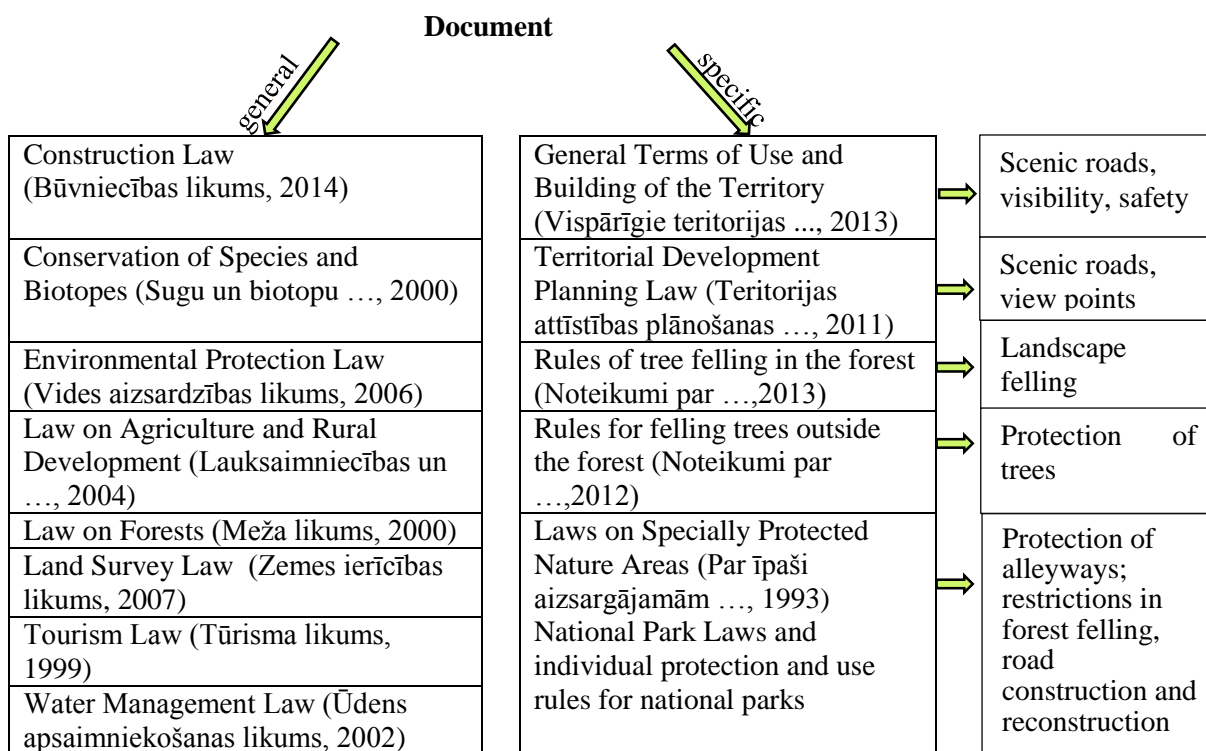 Document
general
specific
Construction Law
(Būvniecības likums, 2014)
Conservation of Species and
Biotopes (Sugu un biotopu …, 2000)
Environmental Protection Law
(Vides aizsardzības likums, 2006)
Law on Agriculture and Rural
Development (Lauksaimniecības un
…, 2004)
Law on Forests (Meža likums, 2000)
Land Survey Law (Zemes ierīcības
likums, 2007)
Tourism Law (Tūrisma likums,
1999)
Water Management Law (Ūdens
apsaimniekošanas likums, 2002)
General Terms of Use and
Building of the Territory
(Vispārīgie teritorijas ..., 2013)
Territorial Development
Planning Law (Teritorijas
attīstības plānošanas …, 2011)
Rules of tree felling in the forest
(Noteikumi par …,2013)
Rules for felling trees outside
the forest (Noteikumi par
…,2012)
Laws on Specially Protected
Nature Areas (Par īpaši
aizsargājamām …, 1993)
National Park Laws and
individual protection and use
rules for national parks
Scenic roads,
visibility, safety
Scenic roads,
view points
Landscape
felling
Protection of
trees
Protection of
alleyways;
restrictions in
forest felling,
road
construction and
reconstruction